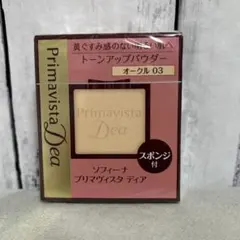 黄ぐすみ感のない明るい肌へ
トーンアップパウダー
オークル 03
Primavista
Dea
Primavista
Dea
スポンジ
付
ソフィーナ
プリマヴィスタ ディア